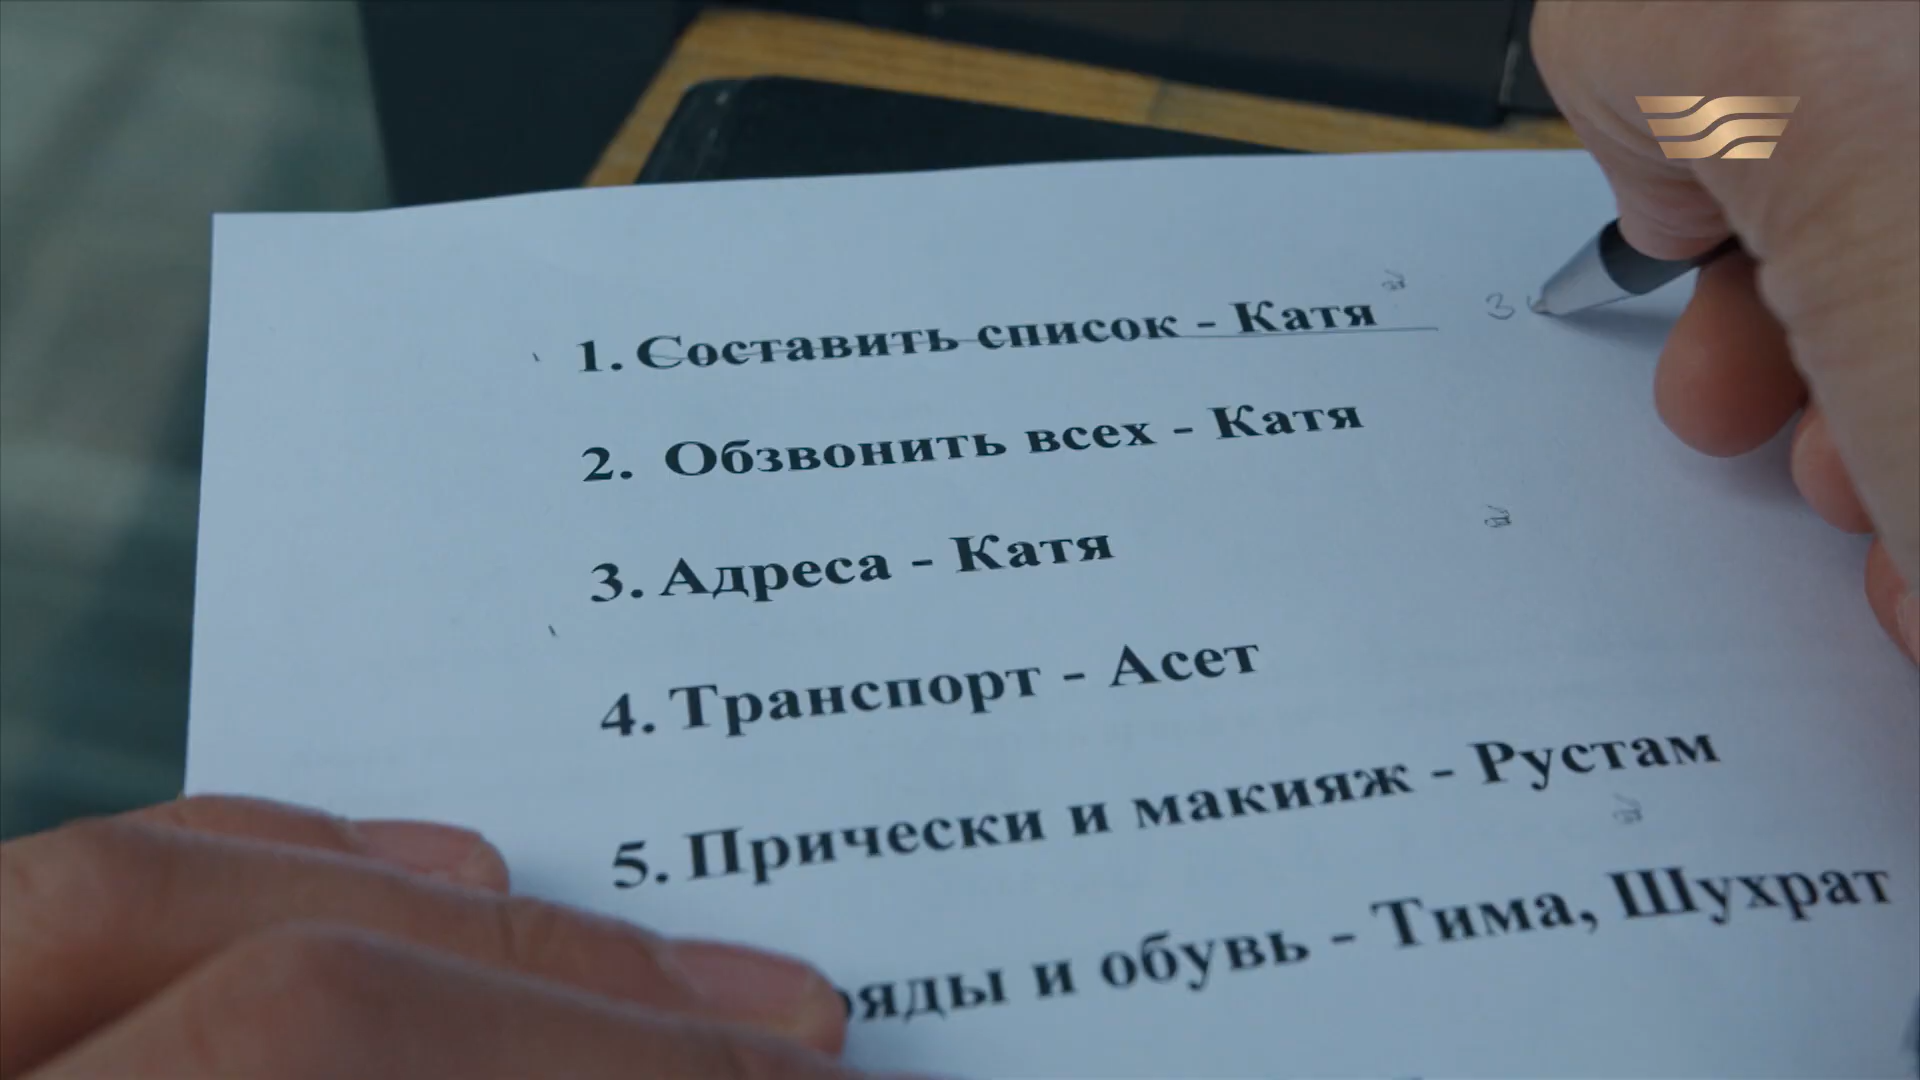 1. Составить список - Катя
2. Обзвонить всех - Катя
3. Адреса - Катя
4. Транспорт - Асет
5. Прически и макияж - Рустам
и обувь - Тима, Шухрат